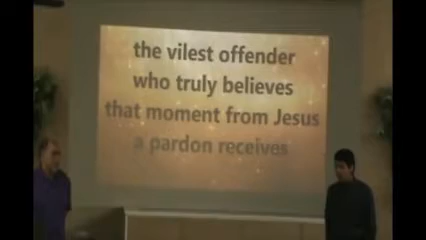 the vilest offender
who truly believes
that moment from Jesus
a pardon receives